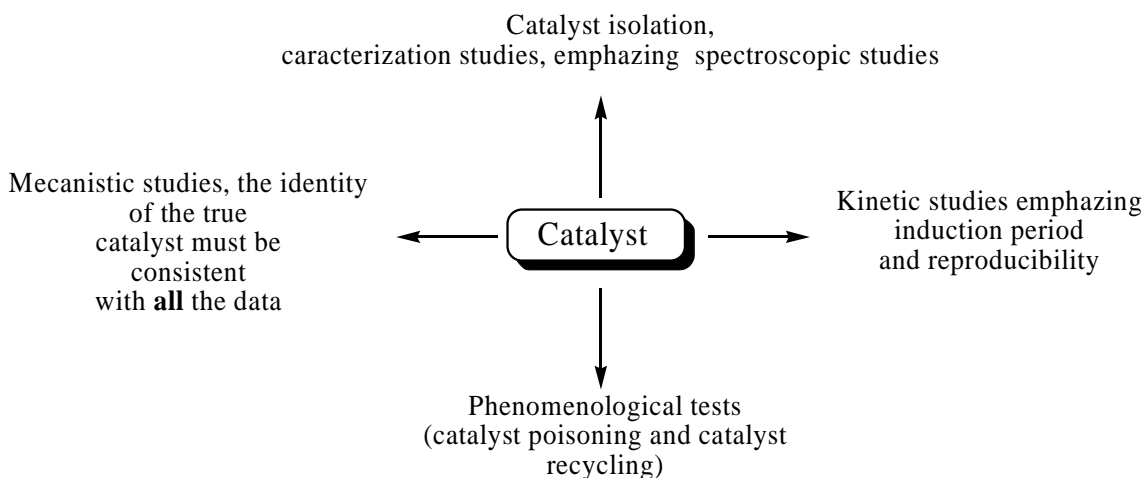 Catalyst isolation,
caracterization studies, emphazing spectroscopic studies
Mecanistic studies, the identity
of the true
catalyst must be
consistent
with all the data
Catalyst
Kinetic studies emphazing
induction period
and reproducibility
Phenomenological tests
(catalyst poisoning and catalyst
recycling)